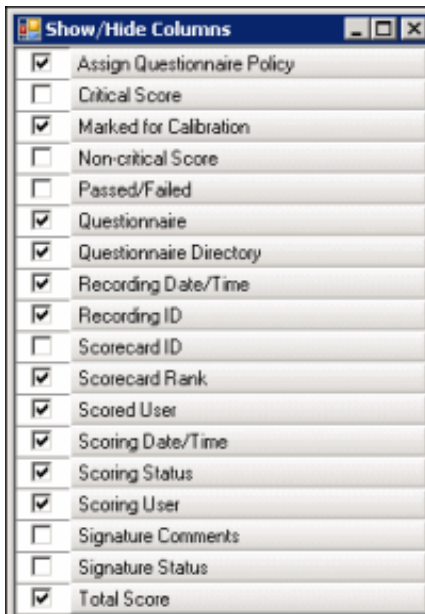 Show/Hide Columns
Assign Questionnaire Policy
Critical Score
Marked for Calibration
Non-critical Score
Passed/Failed
Questionnaire
Questionnaire Directory
Recording Date/Time
Recording ID
Scorecard ID
Scorecard Rank
Scored User
Scoring Date/Time
Scoring Status
Scoring User
Signature Comments
Signature Status
Total Score